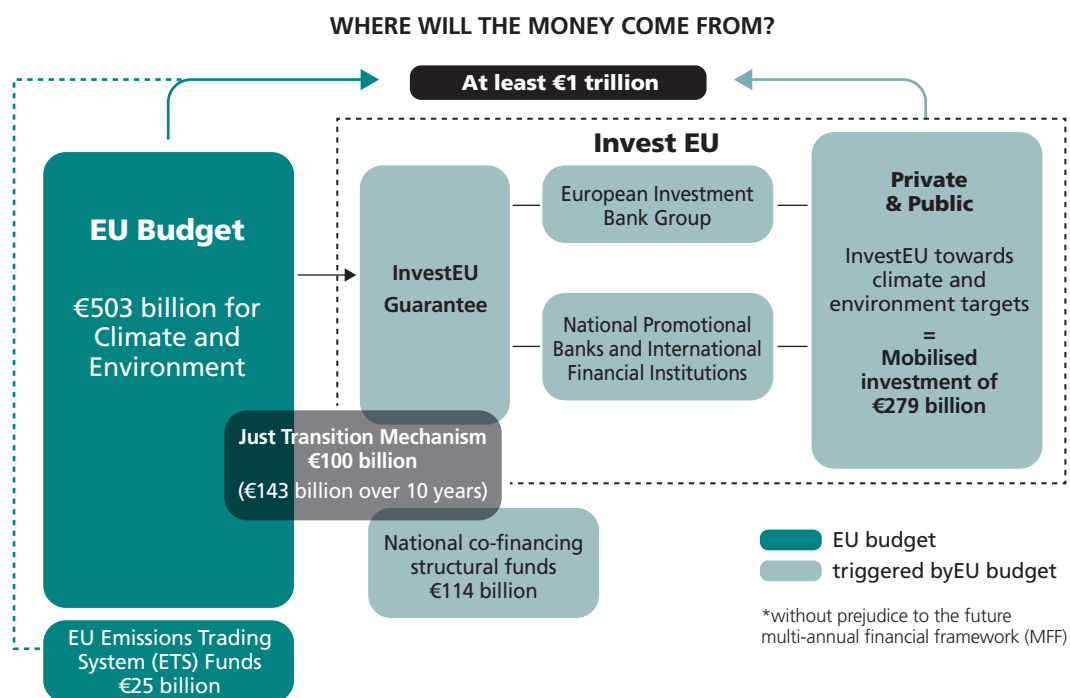 WHERE WILL THE MONEY COME FROM?
At least €1 trillion
EU Budget
€503 billion for
Climate and
Environment
Invest EU
InvestEU
Guarantee
European Investment
Bank Group
National Promotional
Banks and International
Financial Institutions
Private
& Public
InvestEU towards
climate and
environment targets
=
Mobilised
investment of
€279 billion
Just Transition Mechanism
€100 billion
(€143 billion over 10 years)
National co-financing
structural funds
€114 billion
EU Emissions Trading
System (ETS) Funds
€25 billion
EU budget
triggered byEU budget
*without prejudice to the future
multi-annual financial framework (MFF)